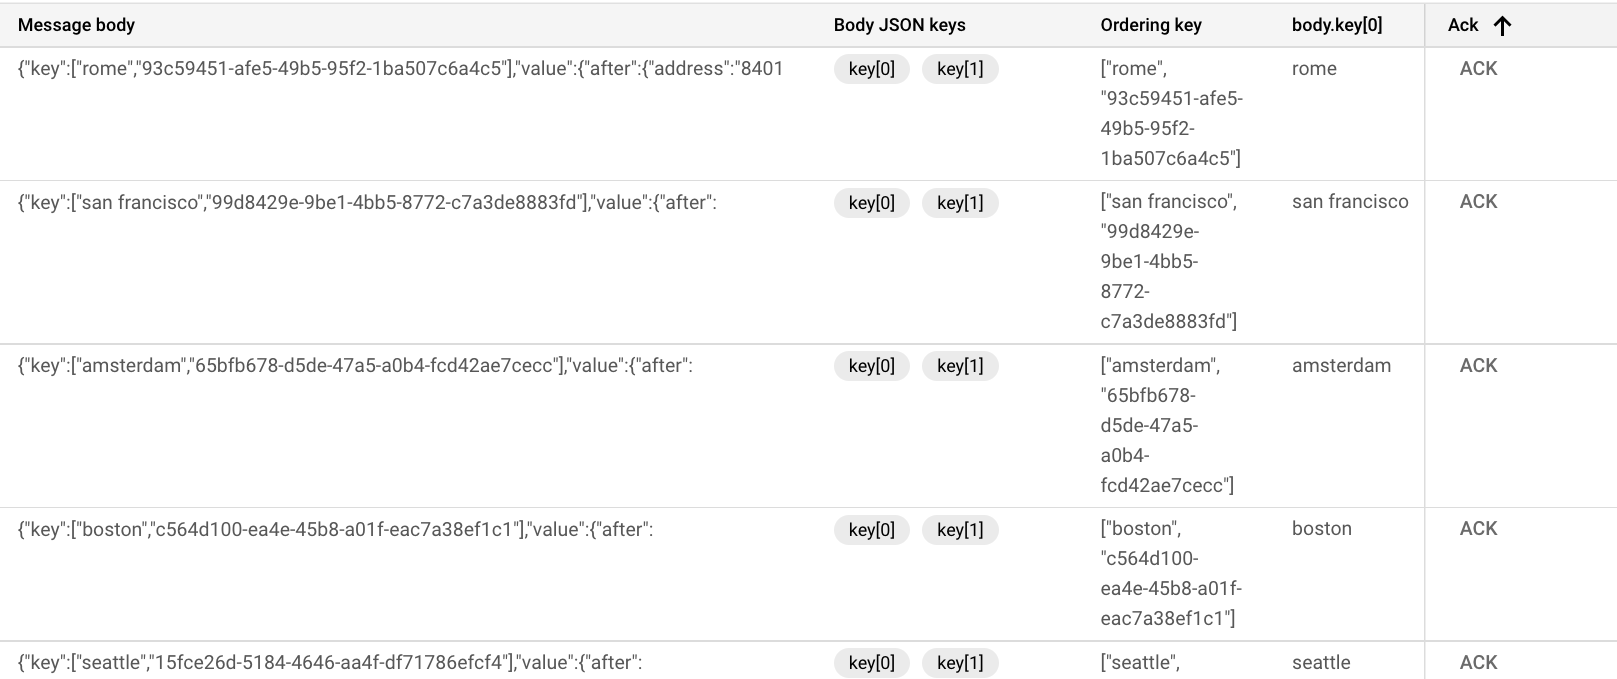 Message body Body JSON keys Ordering key body.key[0] Ack ↑
{"key":["rome","93c59451-afe5-49b5-95f2-1ba507c6a4c5"],"value":{"after":{"address":"8401 key[0] key[1] ["rome", rome ACK
"93c59451-afe5-
49b5-95f2-
1ba507c6a4c5"]
{"key":["san francisco","99d8429e-9be1-4bb5-8772-c7a3de8883fd"],"value":{"after": key[0] key[1] ["san francisco", san francisco ACK
"99d8429e-
9be1-4bb5-
8772-
c7a3de8883fd"]
{"key":["amsterdam","65bfb678-d5de-47a5-a0b4-fcd42ae7cecc"],"value":{"after": key[0] key[1] ["amsterdam", amsterdam ACK
"65bfb678-
d5de-47a5-
a0b4-
fcd42ae7cecc"]
{"key":["boston","c564d100-ea4e-45b8-a01f-eac7a38ef1c1"],"value":{"after": key[0] key[1] ["boston", boston ACK
"c564d100-
ea4e-45b8-a01f-
eac7a38ef1c1"]
{"key":["seattle","15fce26d-5184-4646-aa4f-df71786efcf4"],"value":{"after": key[0] key[1] ["seattle", seattle ACK